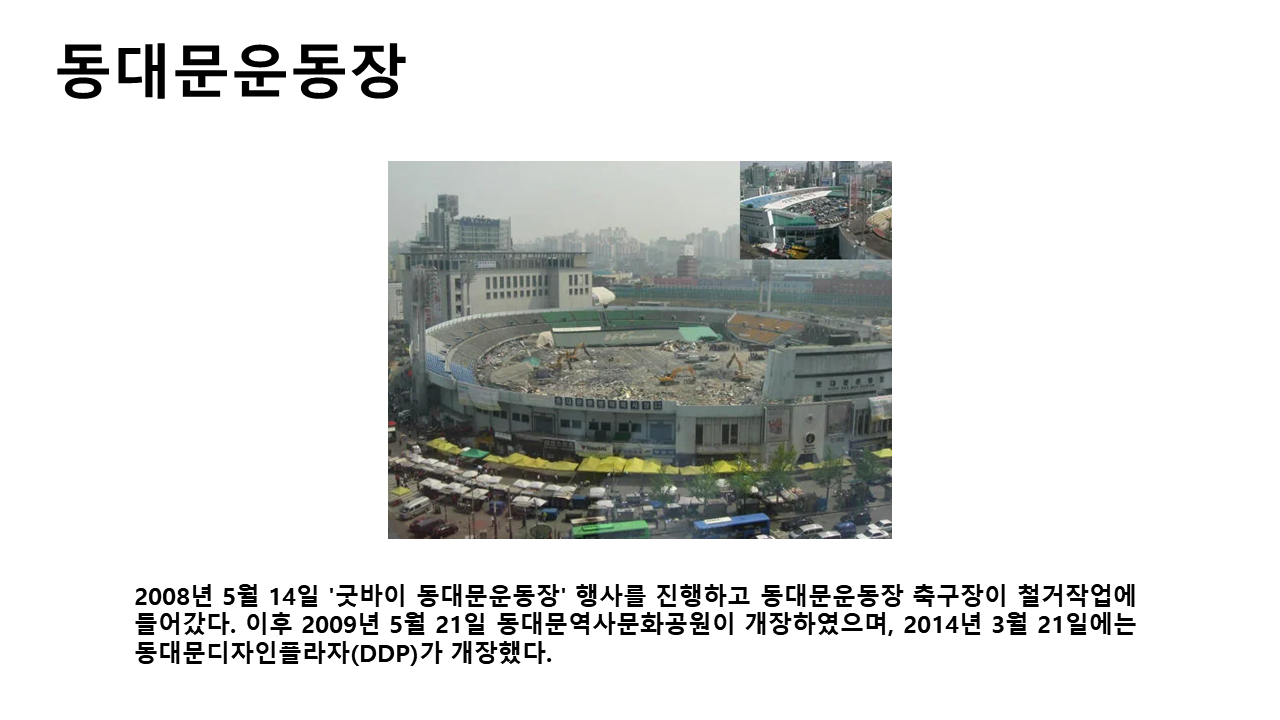 동대문운동장
2008년 5월 14일 '굿바이 동대문운동장' 행사를 진행하고 동대문운동장 축구장이 철거작업에
들어갔다. 이후 2009년 5월 21일 동대문역사문화공원이 개장하였으며, 2014년 3월 21일에는
동대문디자인플라자(DDP)가 개장했다.